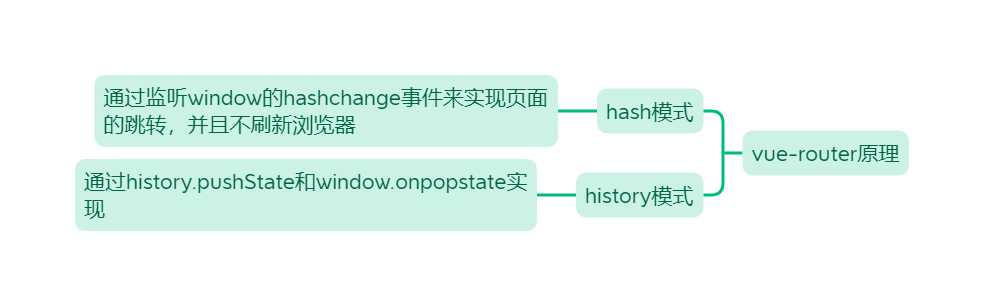 通过监听window的hashchange事件来实现页面
的跳转，并且不刷新浏览器
hash模式
vue-router原理
通过history.pushState和window.onpopstate实
现
history模式